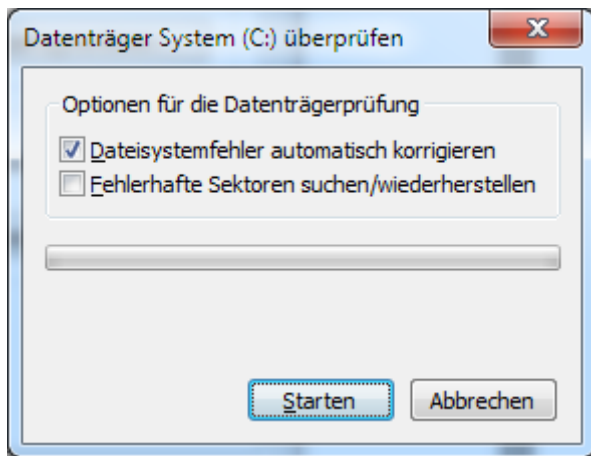 Datenträger System (C:) überprüfen
Optionen für die Datenträgerprüfung
Dateisystemfehler automatisch korrigieren
Fehlerhafte Sektoren suchen/wiederherstellen
Starten Abbrechen